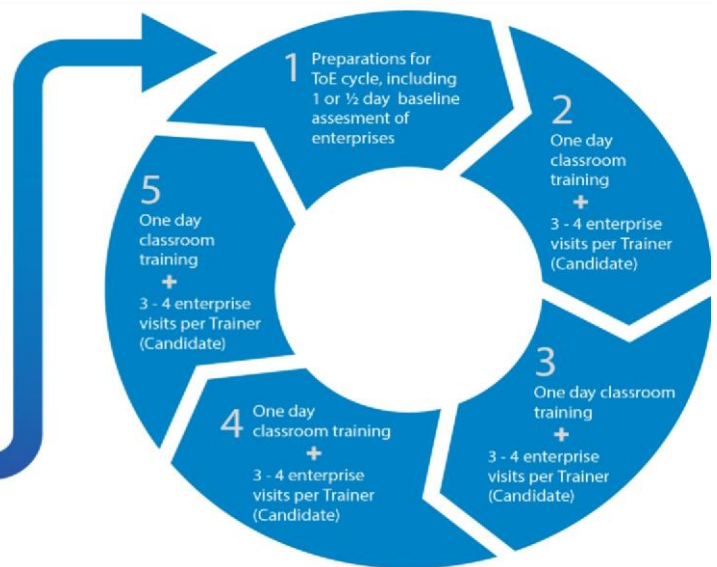 1
Preparations for
ToE cycle, including
1 or ½ day baseline
assesment of
enterprises
2
One day
classroom
training
+
3 - 4 enterprise
visits per Trainer
(Candidate)
3
One day classroom
training
+
3 - 4 enterprise
visits per Trainer
(Candidate)
4
One day
classroom training
+
3 - 4 enterprise
visits per Trainer
(Candidate)
5
One day
classroom
training
+
3 - 4 enterprise
visits per Trainer
(Candidate)